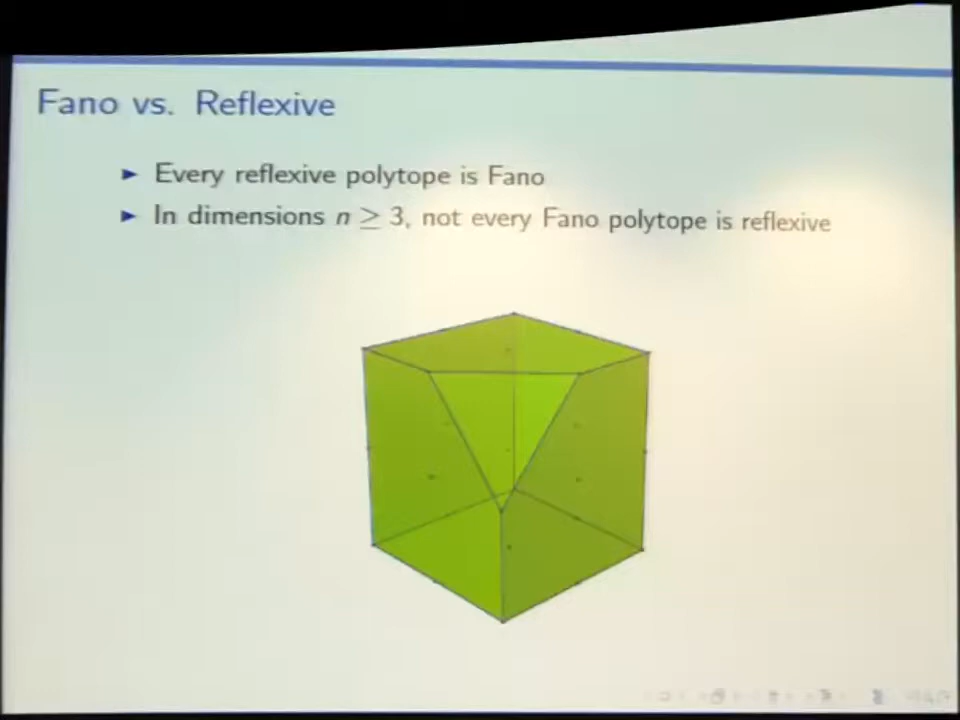 Fano vs. Reflexive
► Every reflexive polytope is Fano
► In dimensions n ≥ 3, not every Fano polytope is reflexive